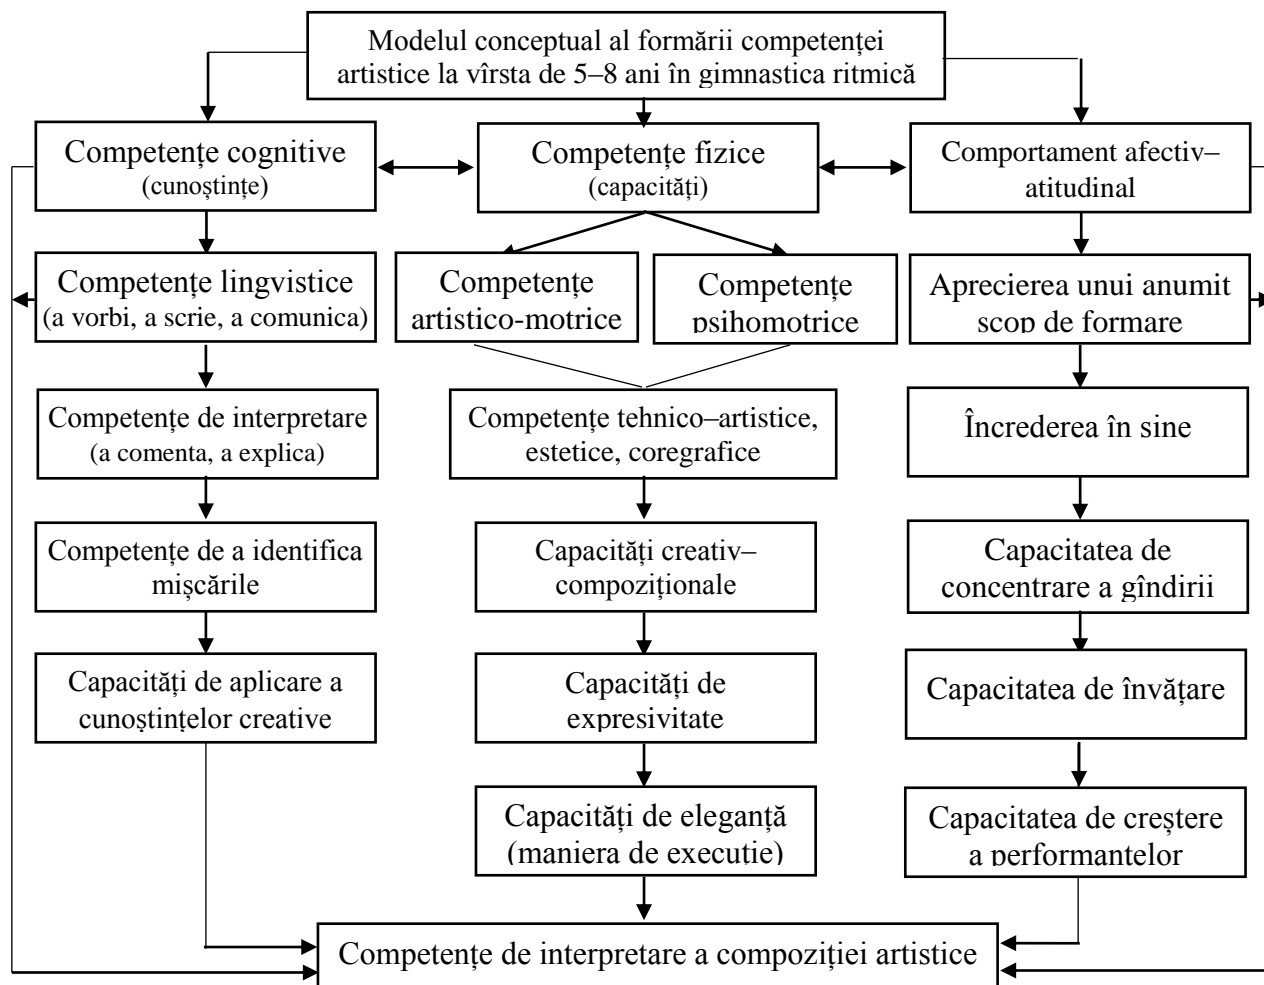 Modelul conceptual al formării competenței
artistice la vîrsta de 5–8 ani în gimnastica ritmică
Competențe cognitive
(cunoștințe)
Competențe fizice
(capacități)
Comportament afectiv–
atitudinal
Competențe lingvistice
(a vorbi, a scrie, a comunica)
Competențe
artistico-motrice
Competențe
psihomotrice
Aprecierea unui anumit
scop de formare
Competențe de interpretare
(a comenta, a explica)
Competențe tehnico–artistice,
estetice, coregrafice
Încrederea în sine
Competențe de a identifica
mișcările
Capacități creativ–
compoziționale
Capacitatea de
concentrare a gîndirii
Capacități de aplicare a
cunoștințelor creative
Capacități de
expresivitate
Capacitatea de învățare
Capacități de eleganță
(maniera de execuție)
Capacitatea de creștere
a performanțelor
Competențe de interpretare a compoziției artistice